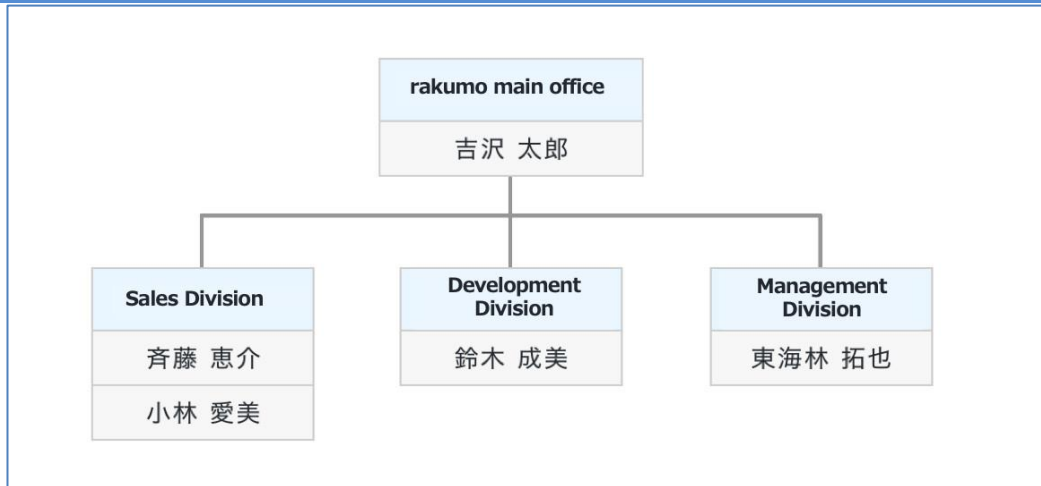 rakumo main office
吉沢 太郎
Sales Division
斉藤 恵介
小林 愛美
Development
Division
鈴木 成美
Management
Division
東海林 拓也